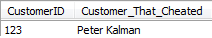 CustomerID Customer_That_Cheated
123 Peter Kalman